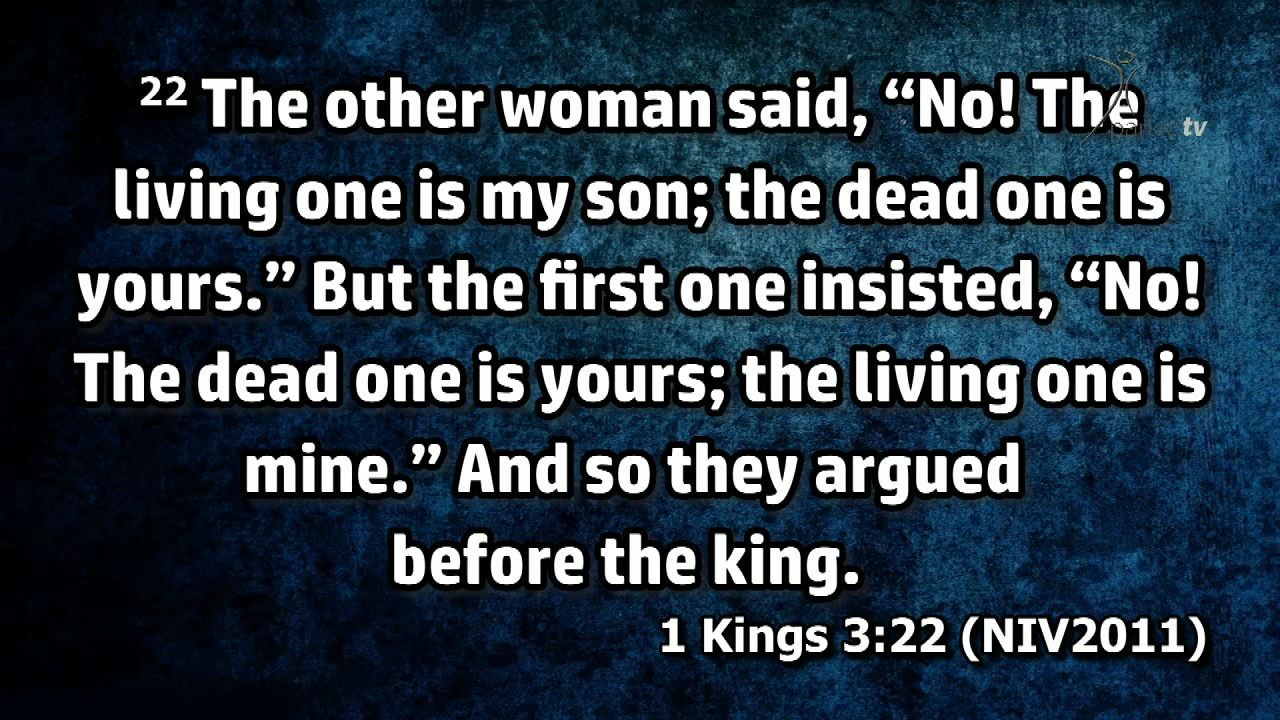 22 The other woman said, “No! The
living one is my son; the dead one is
yours.” But the first one insisted, “No!
The dead one is yours; the living one is
mine.” And so they argued
before the king.
1 Kings 3:22 (NIV2011)
tv